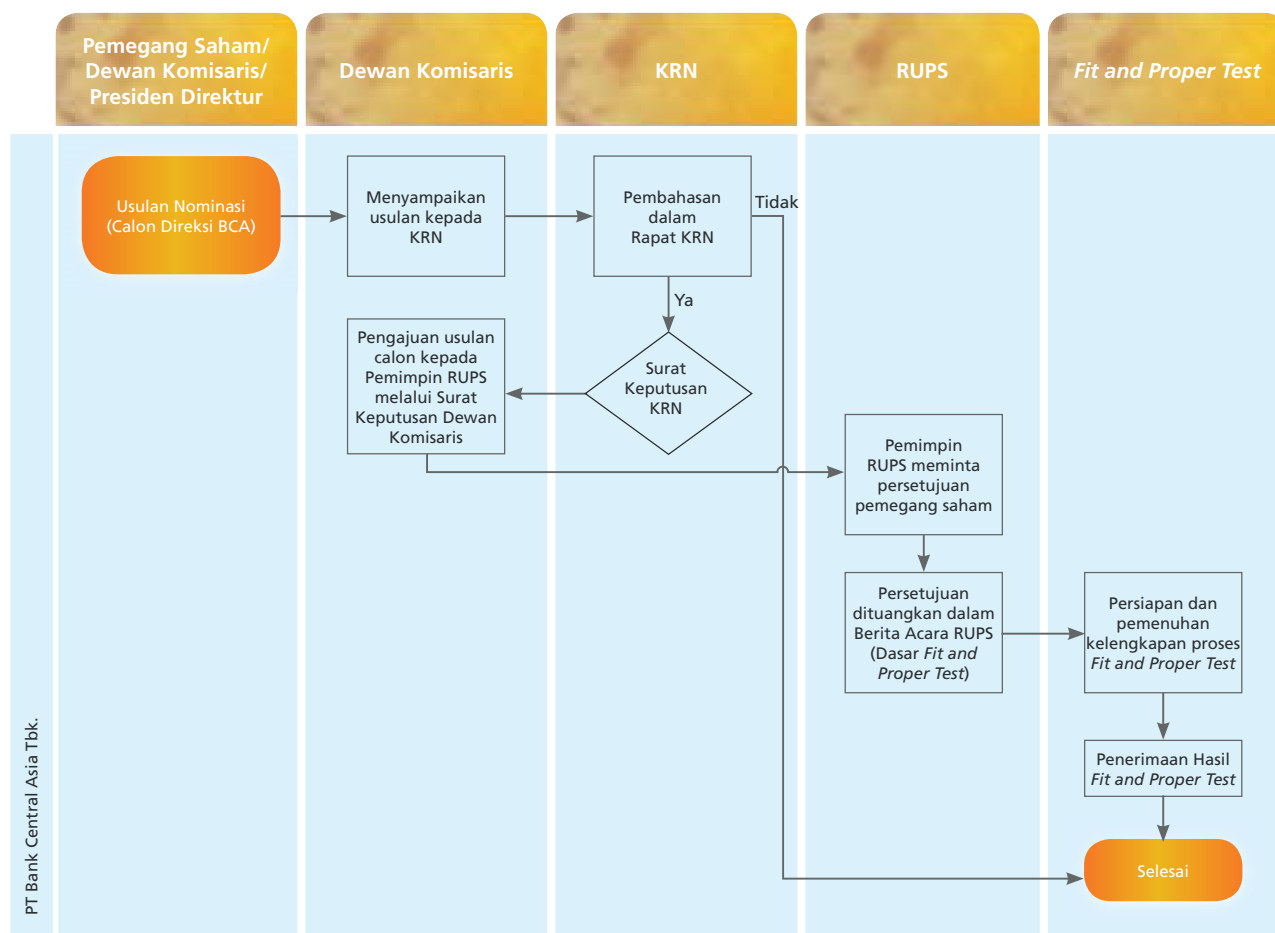 Pemegang Saham/
Dewan Komisaris/
Presiden Direktur
Dewan Komisaris
KRN
RUPS
Fit and Proper Test
Usulan Nominasi
(Calon Direksi BCA)
Menyampaikan
usulan kepada
KRN
Pembahasan
dalam
Rapat KRN
Tidak
Ya
Surat
Keputusan
KRN
Pengajuan usulan
calon kepada
Pemimpin RUPS
melalui Surat
Keputusan Dewan
Komisaris
Pemimpin
RUPS meminta
persetujuan
pemegang saham
Persetujuan
dituangkan dalam
Berita Acara RUPS
(Dasar Fit and
Proper Test)
Persiapan dan
pemenuhan
kelengkapan proses
Fit and Proper Test
Penerimaan Hasil
Fit and Proper Test
Selesai
PT Bank Central Asia Tbk.